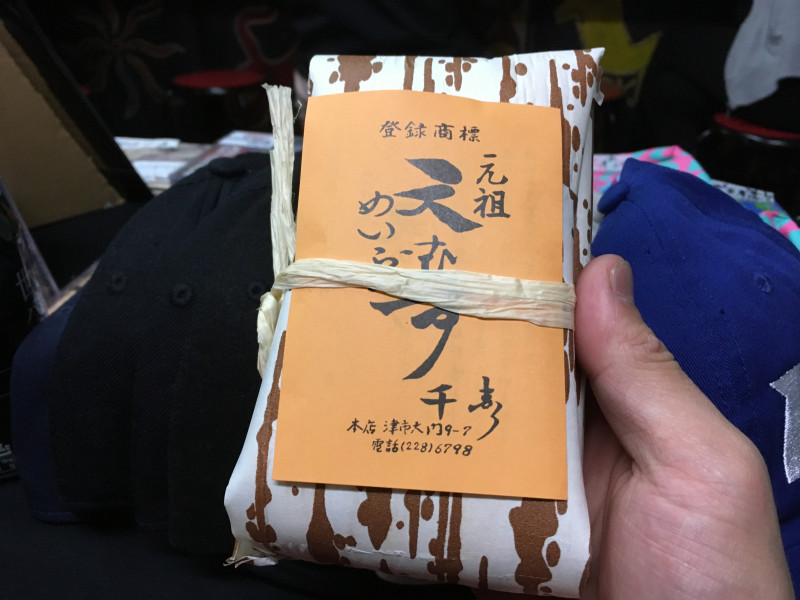 登録商標
元祖
めいふつ
天むす
千寿
本店 津市大門9-7
電話(228)6798